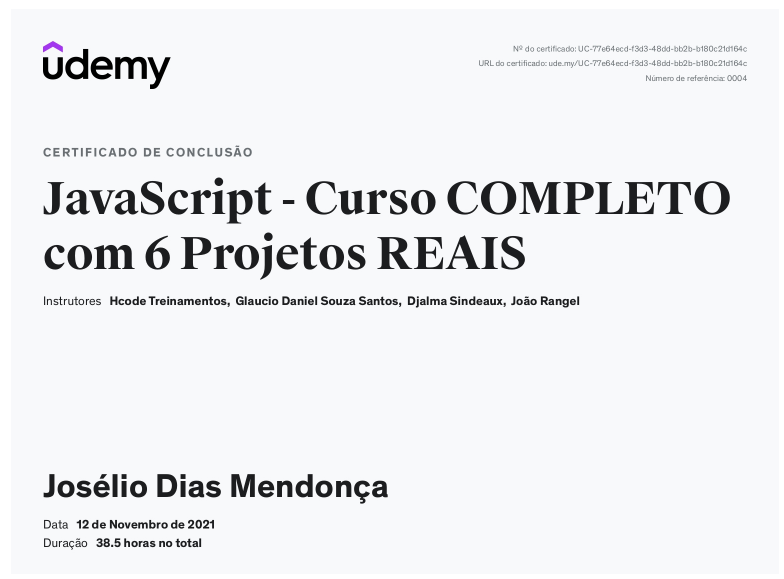 udemy
Nº do certificado: UC-77e64ecd-f3d3-48dd-bb2b-b180c21d164c
URL do certificado: ude.my/UC-77e64ecd-f3d3-48dd-bb2b-b180c21d164c
Número de referência: 0004
CERTIFICADO DE CONCLUSÃO
JavaScript - Curso COMPLETO
com 6 Projetos REAIS
Instrutores Hcode Treinamentos, Glaucio Daniel Souza Santos, Djalma Sindeaux, João Rangel
Josélio Dias Mendonça
Data 12 de Novembro de 2021
Duração 38.5 horas no total